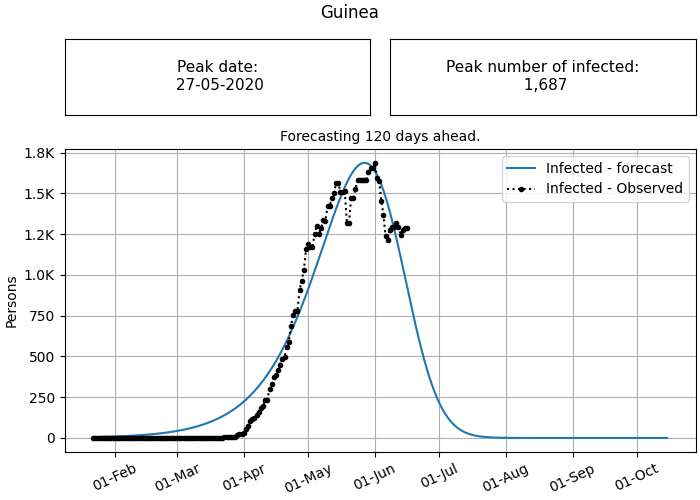 Guinea
Peak date:
27-05-2020
Peak number of infected:
1,687
Forecasting 120 days ahead.
1.8K
1.5K
1.2K
1.0K
750
500
250
0
Persons
Infected - forecast
Infected - Observed
01-Feb
01-Mar
01-Apr
01-May
01-Jun
01-Jul
01-Aug
01-Sep
01-Oct